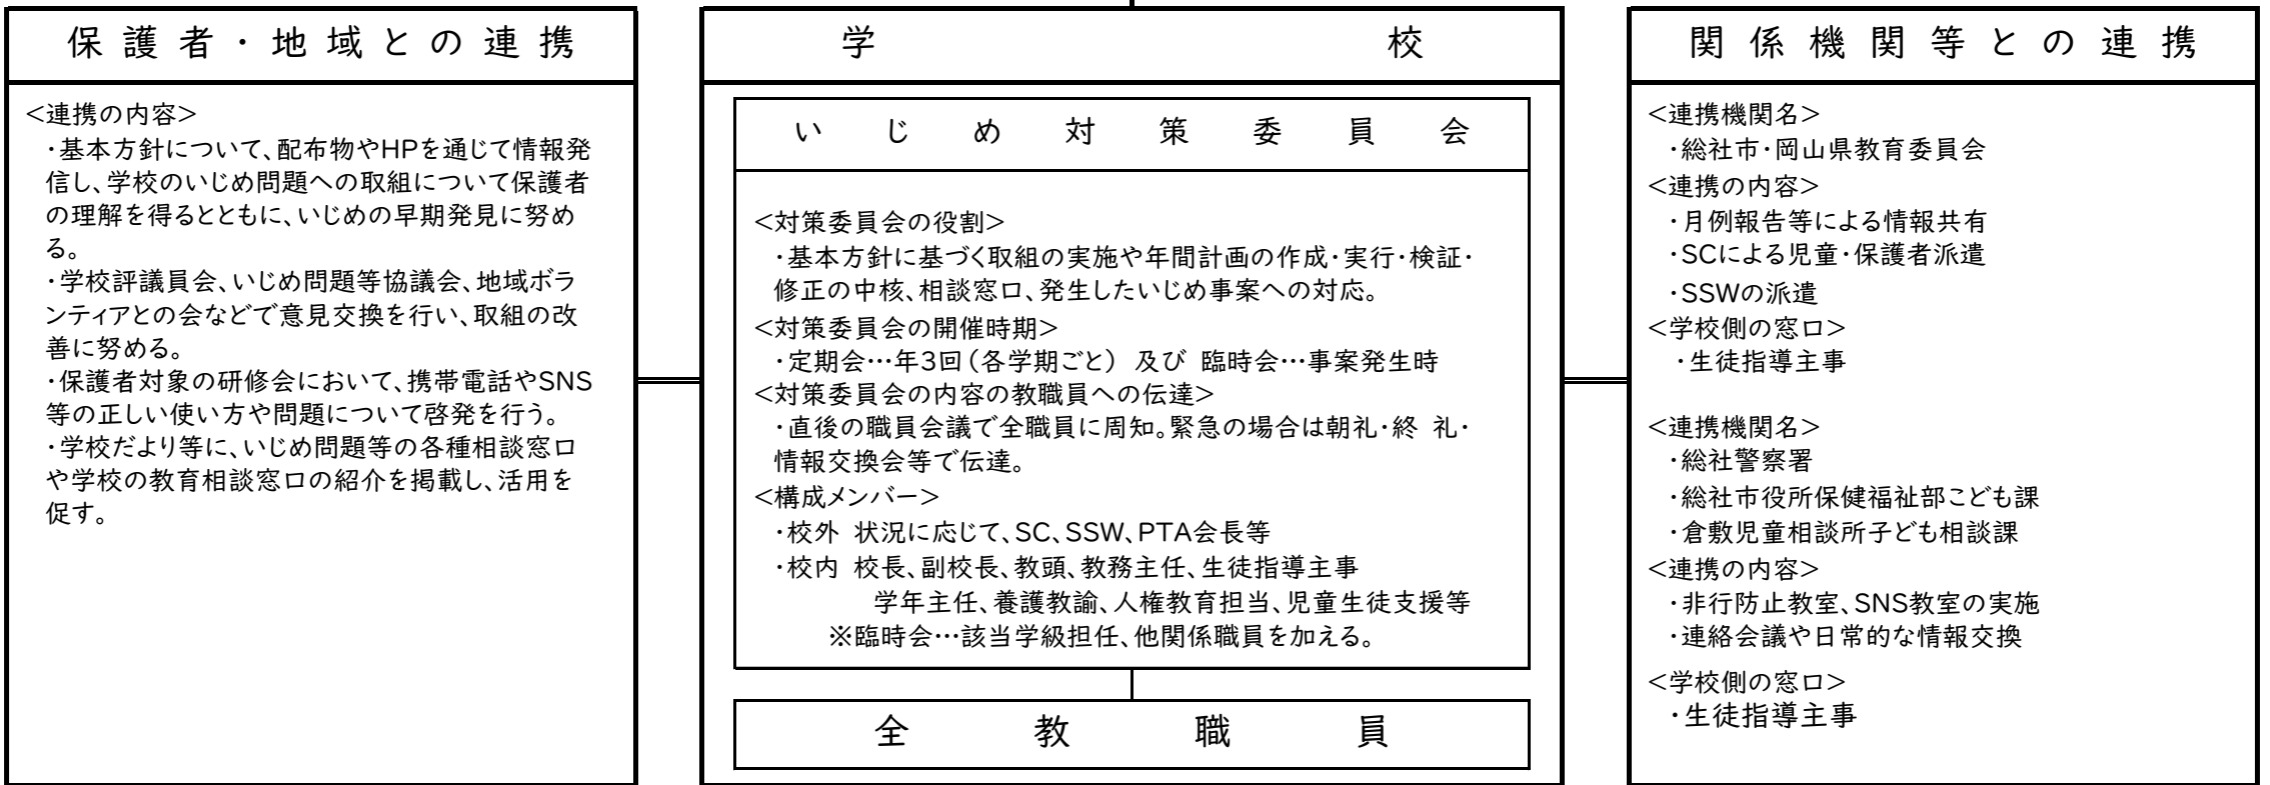 保護者・地域との連携
<連携の内容>
・基本方針について、配布物やHPを通じて情報発
信し、学校のいじめ問題への取組について保護者
の理解を得るとともに、いじめの早期発見に努め
る。
・学校評議員会、いじめ問題等協議会、地域ボラ
ンティアとの会などで意見交換を行い、取組の改
善に努める。
・保護者対象の研修会において、携帯電話やSNS
等の正しい使い方や問題について啓発を行う。
・学校だより等に、いじめ問題等の各種相談窓口
や学校の教育相談窓口の紹介を掲載し、活用を
促す。
学校
いじめ対策委員会
<対策委員会の役割>
・基本方針に基づく取組の実施や年間計画の作成・実行・検証・
修正の中核、相談窓口、発生したいじめ事案への対応。
<対策委員会の開催時期>
・定期会…年3回(各学期ごと) 及び 臨時会…事案発生時
<対策委員会の内容の教職員への伝達>
・直後の職員会議で全職員に周知。緊急の場合は朝礼・終 礼・
情報交換会等で伝達。
<構成メンバー>
・校外 状況に応じて、SC、SSW、PTA会長等
・校内 校長、副校長、教頭、教務主任、生徒指導主事
学年主任、養護教諭、人権教育担当、児童生徒支援等
※臨時会…該当学級担任、他関係職員を加える。
全教職員
関係機関等との連携
<連携機関名>
・総社市・岡山県教育委員会
<連携の内容>
・月例報告等による情報共有
・SCによる児童・保護者派遣
・SSWの派遣
<学校側の窓口>
・生徒指導主事
<連携機関名>
・総社警察署
・総社市役所保健福祉部こども課
・倉敷児童相談所子ども相談課
<連携の内容>
・非行防止教室、SNS教室の実施
・連絡会議や日常的な情報交換
<学校側の窓口>
・生徒指導主事